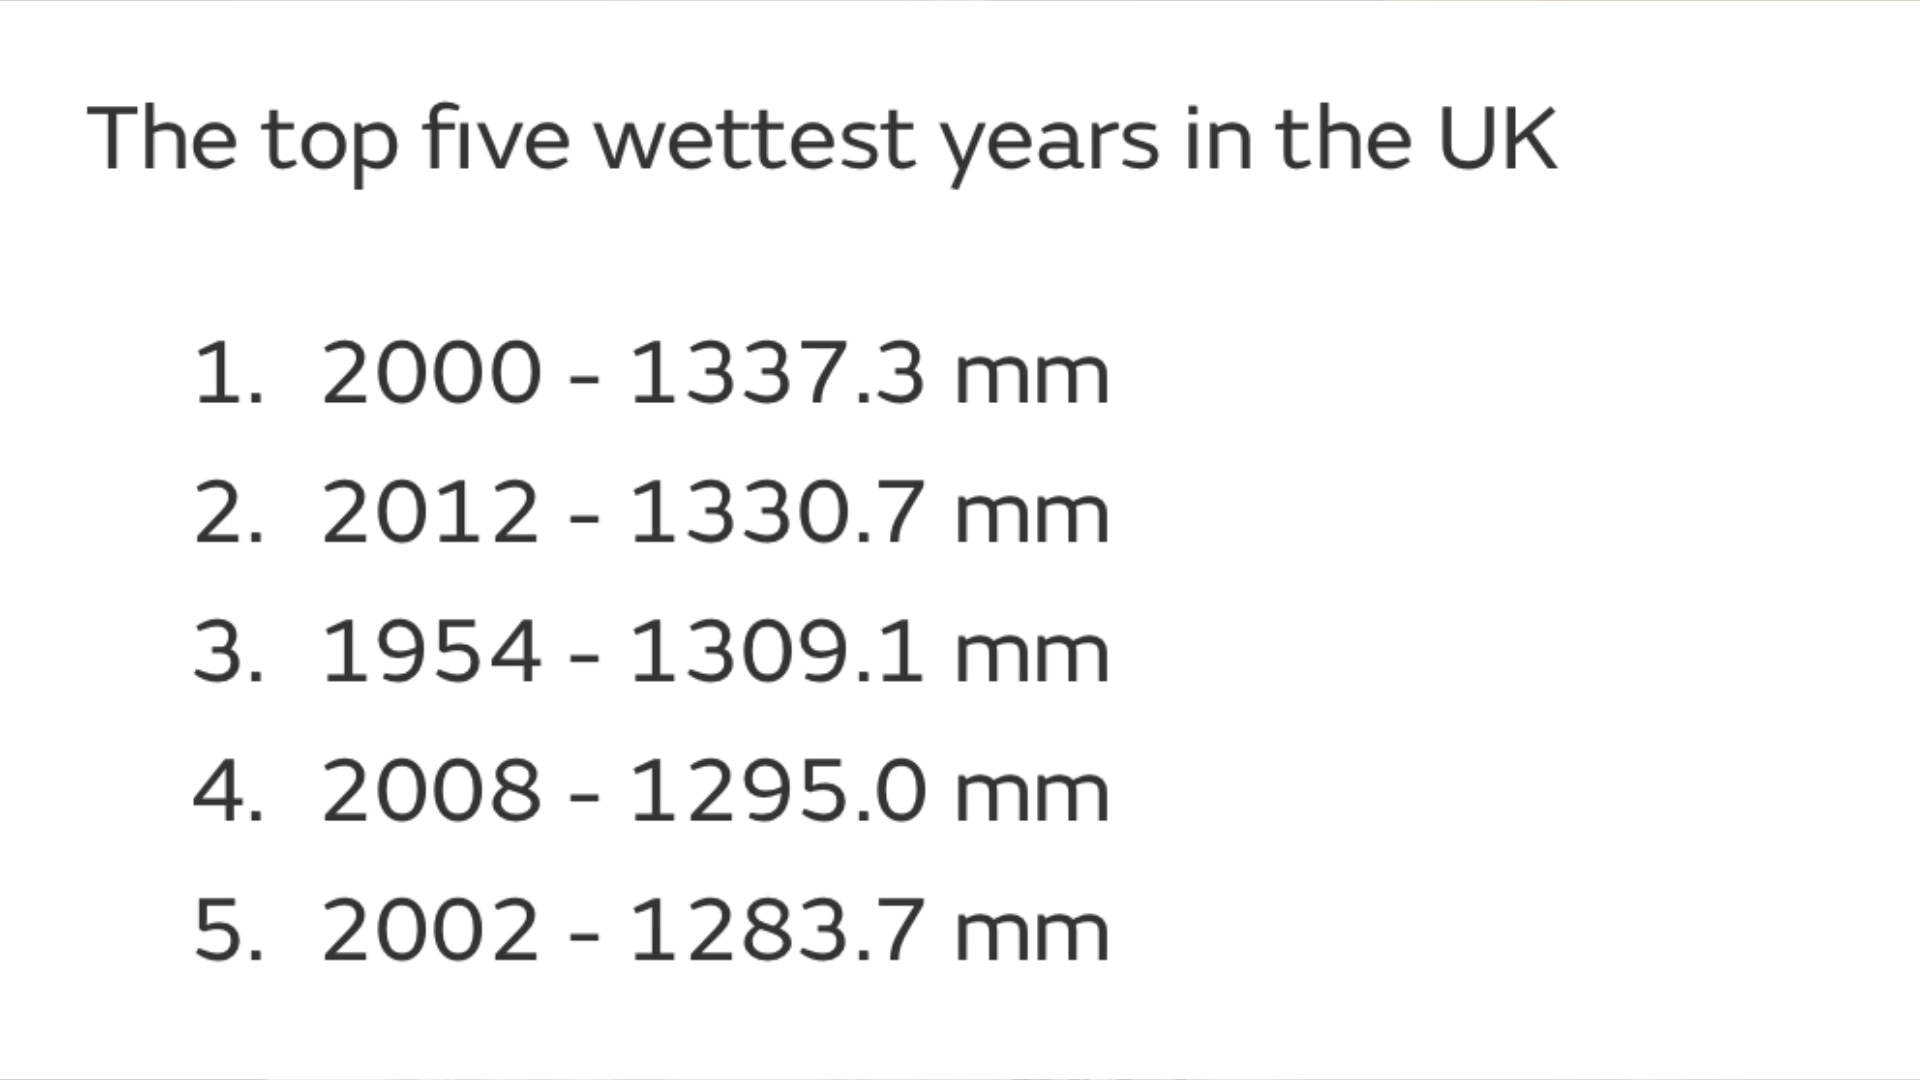 The top five wettest years in the UK
1. 2000 - 1337.3 mm
2. 2012 - 1330.7 mm
3. 1954 - 1309.1 mm
4. 2008 - 1295.0 mm
5. 2002 - 1283.7 mm